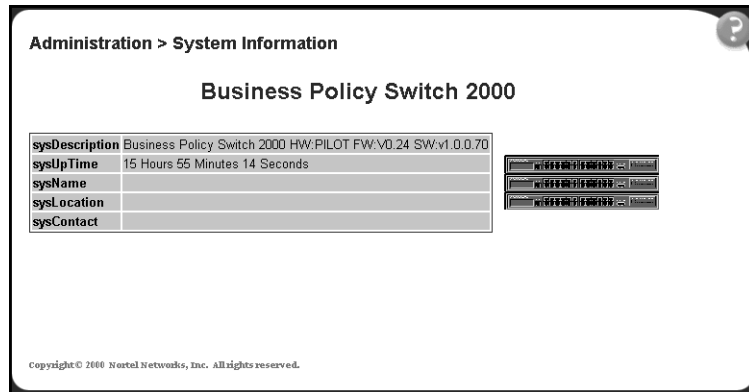 Administration > System Information
?
Business Policy Switch 2000
sysDescription Business Policy Switch 2000 HW:PILOT FW:V0.24 SW:v1.0.0.70
sysUpTime 15 Hours 55 Minutes 14 Seconds
sysName
sysLocation
sysContact
Copyright© 2000 Nortel Networks, Inc. All rights reserved.